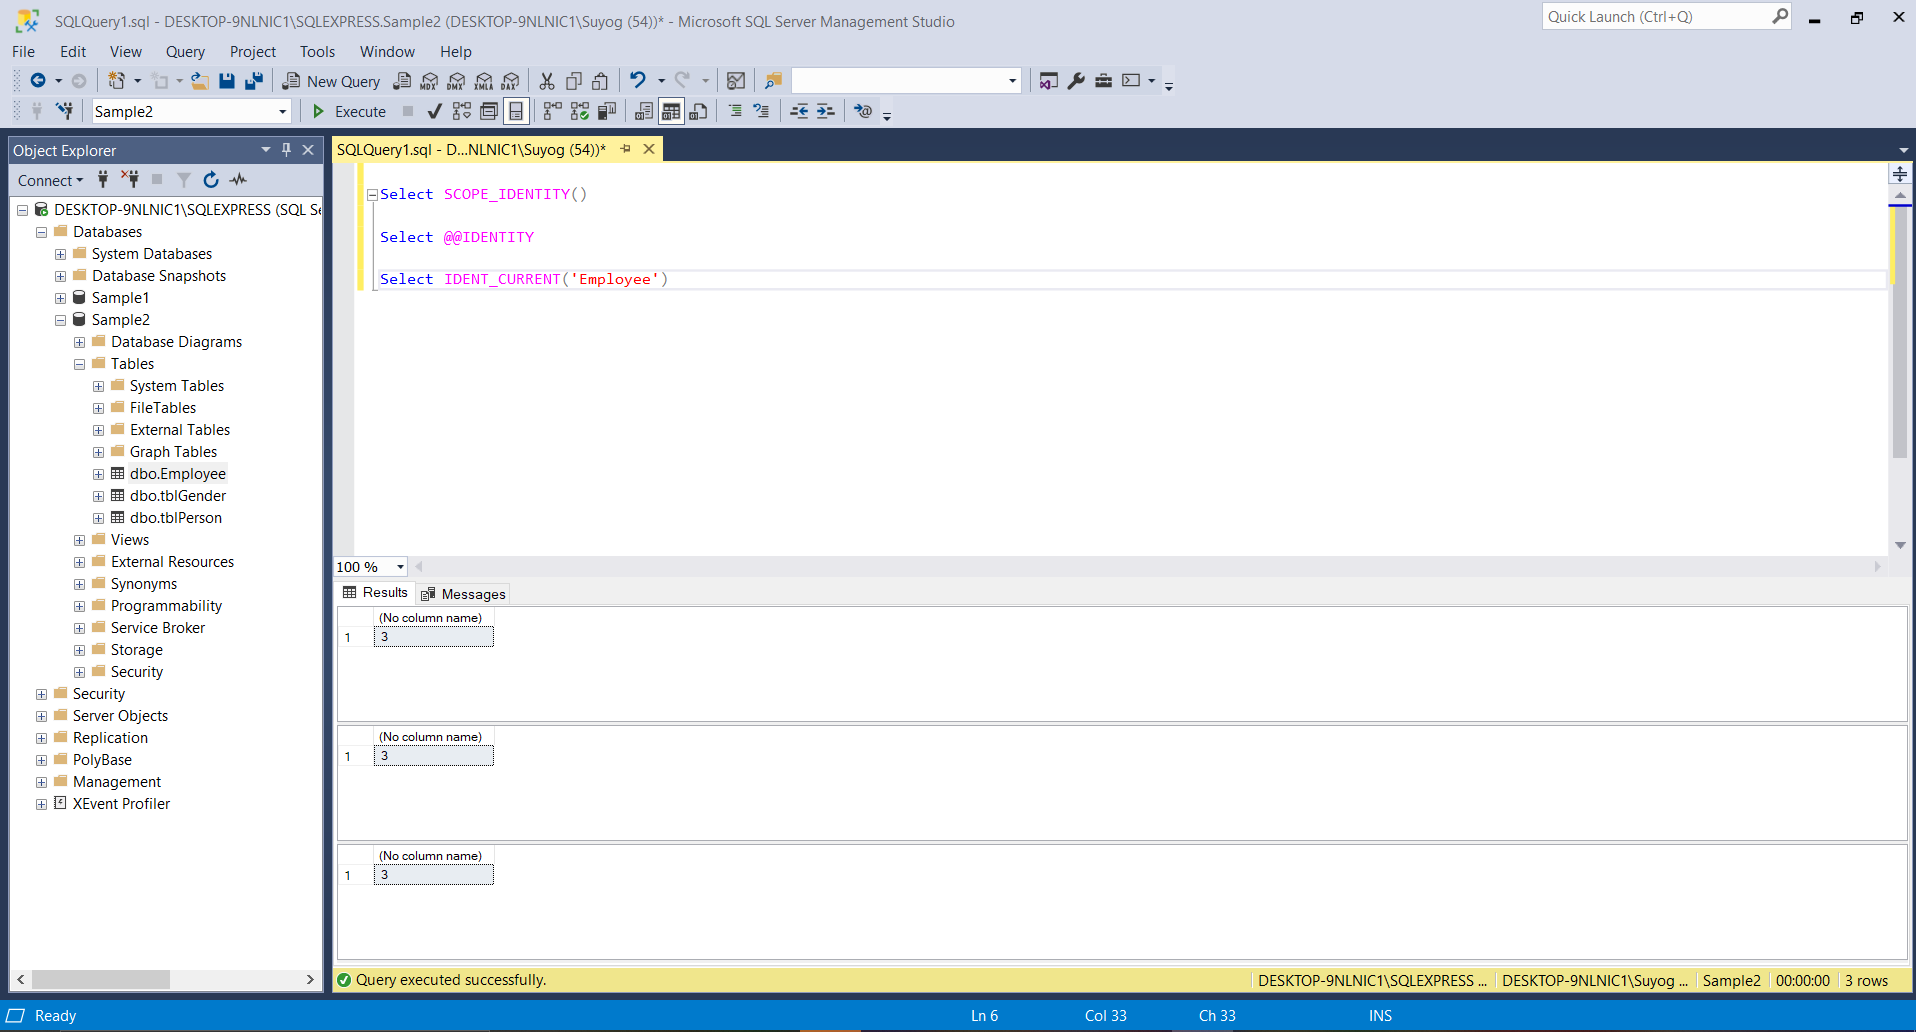 SQLQuery1.sql - DESKTOP-9NLNIC1\SQLEXPRESS.Sample2 (DESKTOP-9NLNIC1\Suyog (54))* - Microsoft SQL Server Management Studio
Quick Launch (Ctrl+Q)
File Edit View Query Project Tools Window Help
New Query MDX DMX XMLA DAX
Sample2 Execute
Object Explorer
Connect
DESKTOP-9NLNIC1\SQLEXPRESS (SQL Se
Databases
System Databases
Database Snapshots
Sample1
Sample2
Database Diagrams
Tables
System Tables
FileTables
External Tables
Graph Tables
dbo.Employee
dbo.tblGender
dbo.tblPerson
Views
External Resources
Synonyms
Programmability
Service Broker
Storage
Security
Security
Server Objects
Replication
PolyBase
Management
XEvent Profiler
SQLQuery1.sql - D...NLNIC1\Suyog (54))*
Select SCOPE_IDENTITY()
Select @@IDENTITY
Select IDENT_CURRENT('Employee')
100 %
Results Messages
(No column name)
1 3
(No column name)
1 3
(No column name)
1 3
Query executed successfully. DESKTOP-9NLNIC1\SQLEXPRESS ... DESKTOP-9NLNIC1\Suyog ... Sample2 00:00:00 3 rows
Ready Ln 6 Col 33 Ch 33 INS